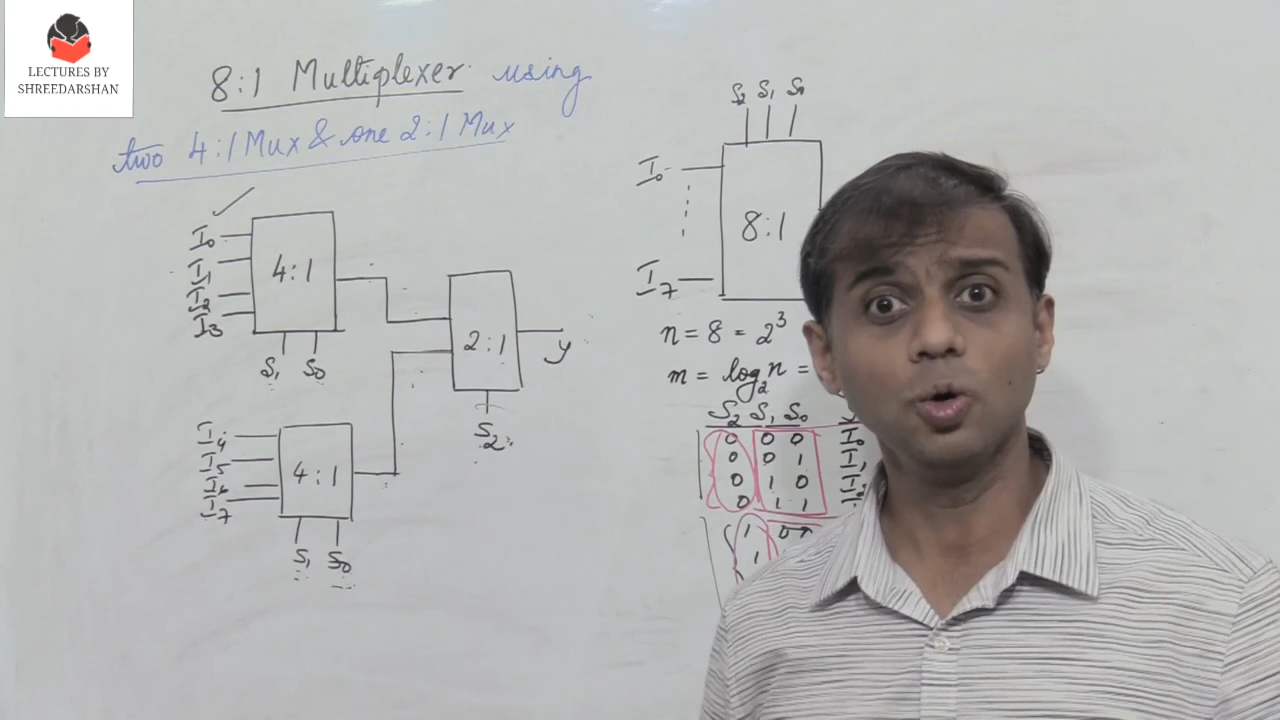 LECTURES BY
SHREEDARSHAN
8:1 Multiplexer using
two 4:1 Mux & one 2:1 Mux
I0
I1
I2
I3
4:1
S1 S0
I4
I5
I6
I7
4:1
S1 S0
2:1
S2
y
S2 S1 S0
I0
8:1
I7
n = 8 = 2^3
m = log2 n =
S2 S1 S0
0 0 0 I0
0 0 1 I1
0 1 0 I2
0 1 1
1 0
1